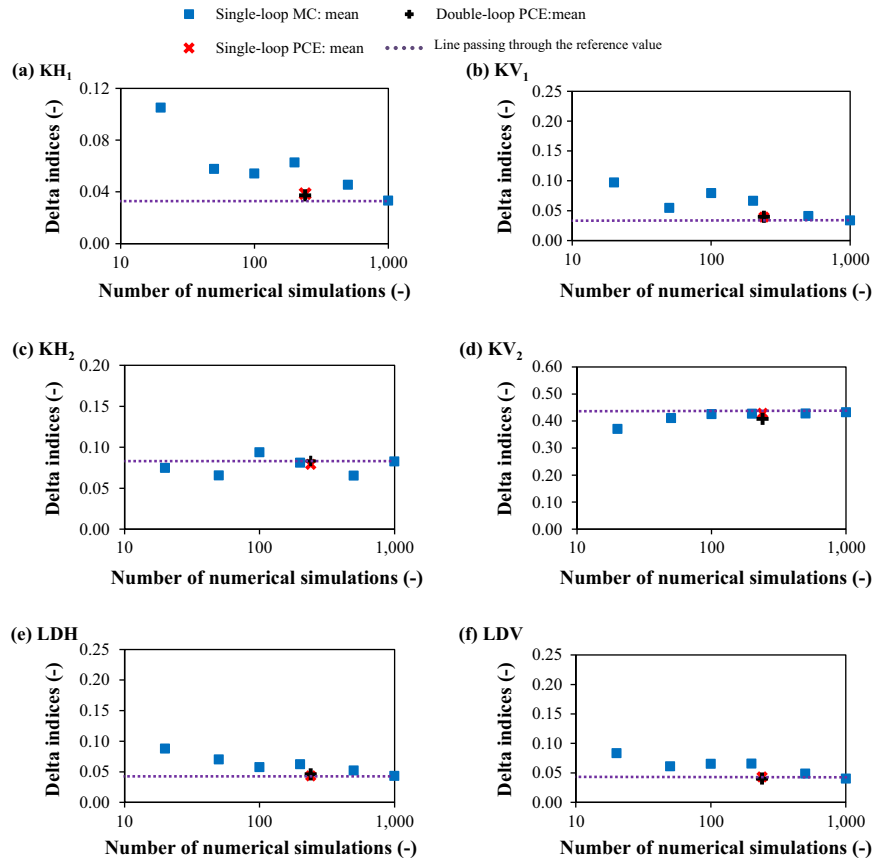 Single-loop MC: mean
Double-loop PCE:mean
Single-loop PCE: mean
Line passing through the reference value
(a) KH1
Delta indices (-)
0.12
0.08
0.04
0.00
10
100
1,000
Number of numerical simulations (-)
(b) KV1
Delta indices (-)
0.25
0.20
0.15
0.10
0.05
0.00
10
100
1,000
Number of numerical simulations (-)
(c) KH2
Delta indices (-)
0.20
0.15
0.10
0.05
0.00
10
100
1,000
Number of numerical simulations (-)
(d) KV2
Delta indices (-)
0.60
0.50
0.40
0.30
0.20
0.10
0.00
10
100
1,000
Number of numerical simulations (-)
(e) LDH
Delta indices (-)
0.25
0.20
0.15
0.10
0.05
0.00
10
100
1,000
Number of numerical simulations (-)
(f) LDV
Delta indices (-)
0.25
0.20
0.15
0.10
0.05
0.00
10
100
1,000
Number of numerical simulations (-)